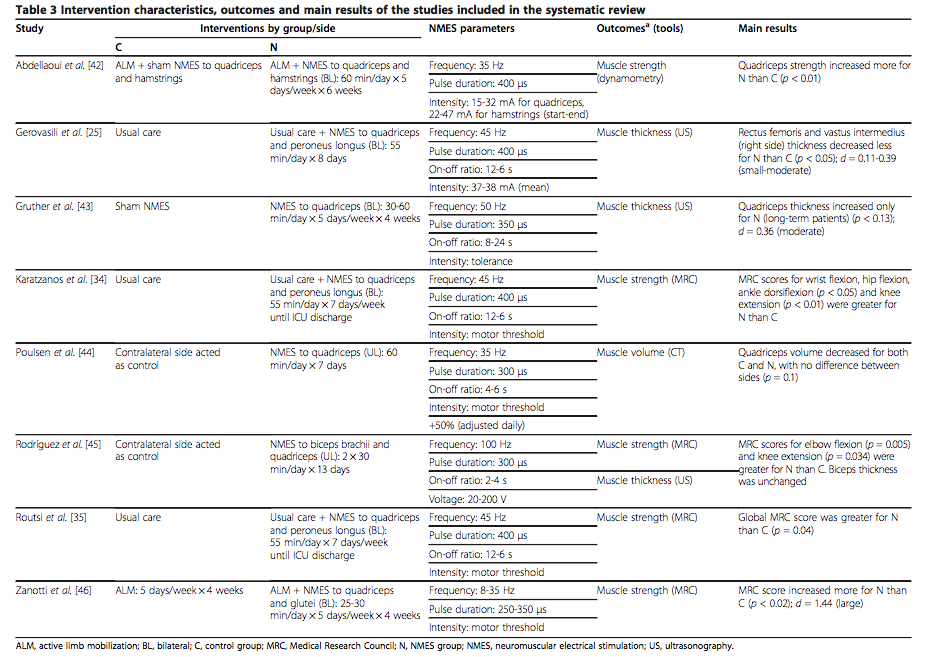 Table 3 Intervention characteristics, outcomes and main results of the studies included in the systematic review
Study Interventions by group/side NMES parameters Outcomesᵃ (tools) Main results
C N
Abdellaoui et al. [42] ALM + sham NMES to quadriceps ALM + NMES to quadriceps and Frequency: 35 Hz Muscle strength Quadriceps strength increased more for
and hamstrings hamstrings (BL): 60 min/day × 5 Pulse duration: 400 μs (dynamometry) N than C (p < 0.01)
days/week × 6 weeks Intensity: 15-32 mA for quadriceps,
22-47 mA for hamstrings (start-end)
Gerovasili et al. [25] Usual care Usual care + NMES to quadriceps Frequency: 45 Hz Muscle thickness (US) Rectus femoris and vastus intermedius
and peroneus longus (BL): 55 Pulse duration: 400 μs (right side) thickness decreased less
min/day × 8 days On-off ratio: 12-6 s for N than C (p < 0.05); d = 0.11-0.39
Intensity: 37-38 mA (mean) (small-moderate)
Gruther et al. [43] Sham NMES NMES to quadriceps (BL): 30-60 Frequency: 50 Hz Muscle thickness (US) Quadriceps thickness increased only
min/day × 5 days/week × 4 weeks Pulse duration: 350 μs for N (long-term patients) (p < 0.13);
On-off ratio: 8-24 s d = 0.36 (moderate)
Intensity: tolerance
Karatzanos et al. [34] Usual care Usual care + NMES to quadriceps Frequency: 45 Hz Muscle strength (MRC) MRC scores for wrist flexion, hip flexion,
and peroneus longus (BL): Pulse duration: 400 μs ankle dorsiflexion (p < 0.05) and knee
55 min/day × 7 days/week On-off ratio: 12-6 s extension (p < 0.01) were greater for
until ICU discharge Intensity: motor threshold N than C
Poulsen et al. [44] Contralateral side acted NMES to quadriceps (UL): 60 Frequency: 35 Hz Muscle volume (CT) Quadriceps volume decreased for both
as control min/day × 7 days Pulse duration: 300 μs C and N, with no difference between
On-off ratio: 4-6 s sides (p = 0.1)
Intensity: motor threshold
+50% (adjusted daily)
Rodríguez et al. [45] Contralateral side acted NMES to biceps brachii and Frequency: 100 Hz Muscle strength (MRC) MRC scores for elbow flexion (p = 0.005)
as control quadriceps (UL): 2 × 30 Pulse duration: 300 μs and knee extension (p = 0.034) were
min/day × 13 days On-off ratio: 2-4 s Muscle thickness (US) greater for N than C. Biceps thickness
Voltage: 20-200 V was unchanged
Routsi et al. [35] Usual care Usual care + NMES to quadriceps Frequency: 45 Hz Muscle strength (MRC) Global MRC score was greater for N
and peroneus longus (BL): Pulse duration: 400 μs than C (p = 0.04)
55 min/day × 7 days/week On-off ratio: 12-6 s
until ICU discharge Intensity: motor threshold
Zanotti et al. [46] ALM: 5 days/week × 4 weeks ALM + NMES to quadriceps Frequency: 8-35 Hz Muscle strength (MRC) MRC score increased more for N than
and glutei (BL): 25-30 Pulse duration: 250-350 μs C (p < 0.02); d = 1.44 (large)
min/day × 5 days/week × 4 weeks Intensity: motor threshold
ALM, active limb mobilization; BL, bilateral; C, control group; MRC, Medical Research Council; N, NMES group; NMES, neuromuscular electrical stimulation; US, ultrasonography.